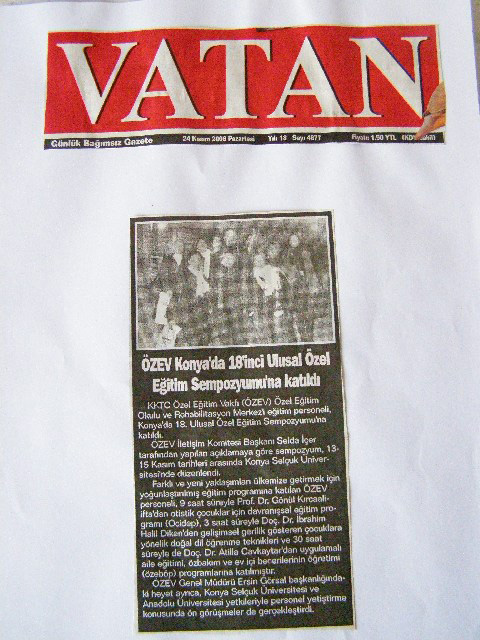 VATAN
Günlük Bağımsız Gazete 24 Kasım 2008 Pazartesi Yıl: 18 Sayı: 4877 Fiyatı: 1.50 YTL
ÖZEV Konya'da 18'inci Ulusal Özel
Eğitim Sempozyumu'na katıldı
KKTC Özel Eğitim Vakfı (ÖZEV) Özel Eğitim
Okulu ve Rehabilitasyon Merkezi eğitim personeli,
Konya'da 18. Ulusal Özel Eğitim Sempozyumu'na
katıldı.
ÖZEV İletişim Komitesi Başkanı Selda İçer
tarafından yapılan açıklamaya göre sempozyum, 13-
15 Kasım tarihleri arasında Konya Selçuk Üniver-
sitesi'nde düzenlendi.
Farklı ve yeni yaklaşımları ülkemize getirmek için
yoğunlaştırılmış eğitim programına katılan ÖZEV
personeli, 9 saat süreyle Prof. Dr. Gönül Kırcaali-
İftar'dan otistik çocuklar için davranışsal eğitim pro-
gramı (Ocidep), 3 saat süreyle Doç. Dr. İbrahim
Halil Diken'den gelişimsel gerilik gösteren çocuklara
yönelik doğal dil öğrenme teknikleri ve 30 saat
süreyle de Doç. Dr. Atilla Cavkaytar'dan uygulamalı
aile eğitimi, özbakım ve ev içi becerilerinin öğretimi
(özeböp) programlarına katılmıştır.
ÖZEV Genel Müdürü Ersin Görsal başkanlığında-
ki heyet ayrıca, Konya Selçuk Üniversitesi ve
Anadolu Üniversitesi yetkileriyle personel yetiştirme
konusunda ön görüşmeler de gerçekleştirdi.